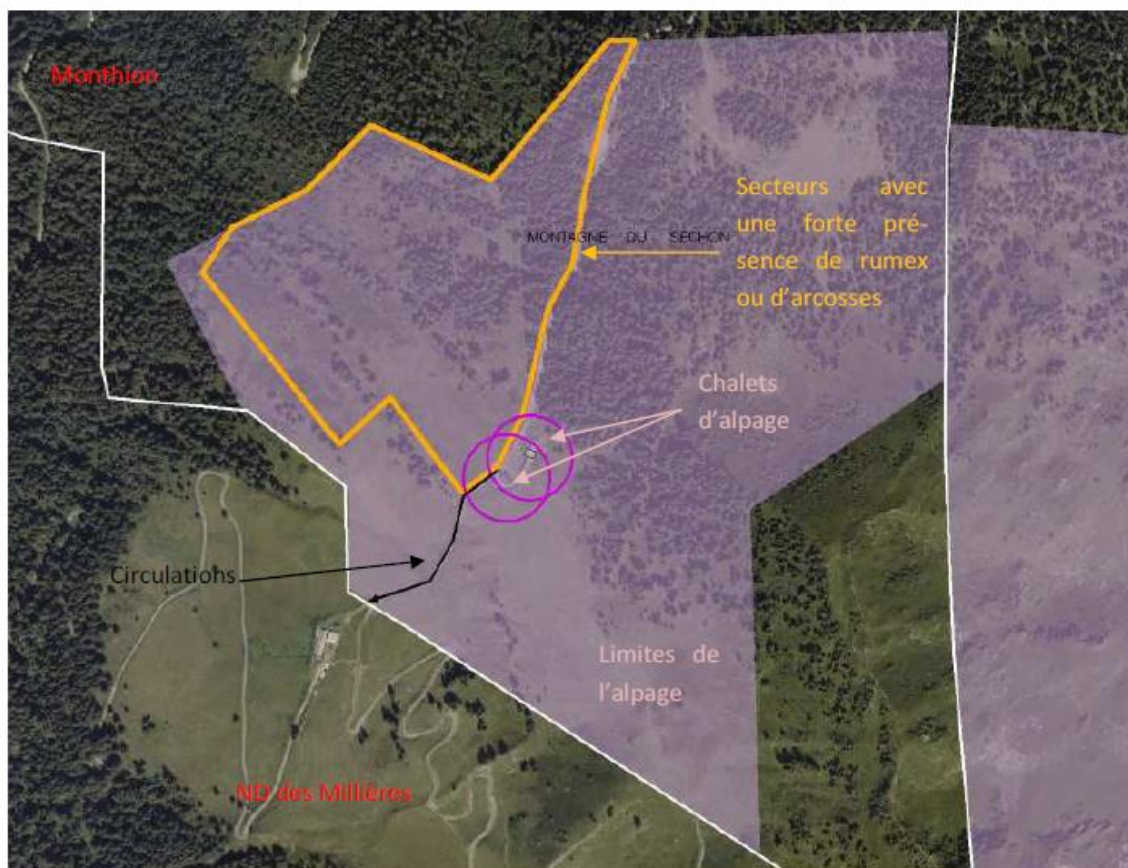 Monthion
Secteurs avec
une forte pré-
sence de rumex
ou d'arcosses
MONTAGNE DU SECHON
Chalets
d'alpage
Circulations
Limites de
l'alpage
ND des Millières